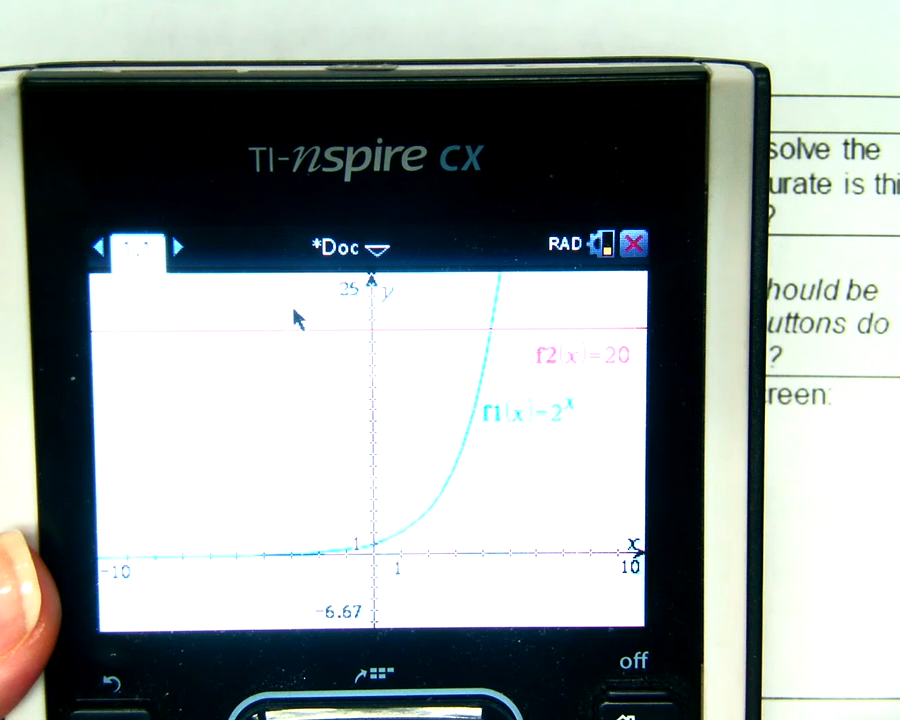 TI-nspire CX
*Doc
RAD
25
y
f2(x)=20
f1(x)=2^x
1
x
-10
1
10
-6.67
off
solve the
urate is thi
?
hould be
uttons do
?
reen: